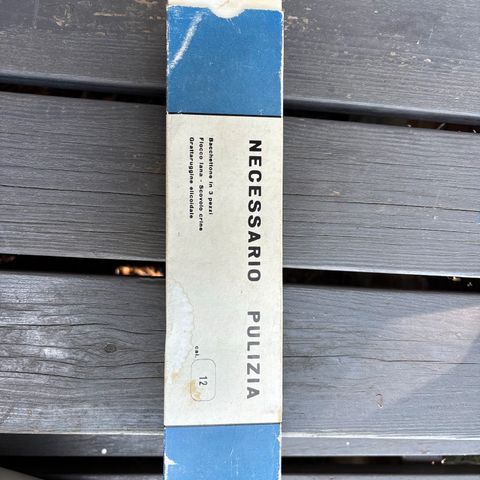 NECESSARIO PULIZIA
Bacchettone in 3 pezzi
Fiocco lana - Scovolo crine
Grattaruggine elicoidale
cal. 12